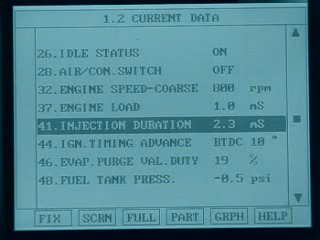 1.2 CURRENT DATA
26.IDLE STATUS ON
28.AIR/CON.SWITCH OFF
32.ENGINE SPEED-COARSE 800 rpm
37.ENGINE LOAD 1.0 mS
41.INJECTION DURATION 2.3 mS
44.IGN.TIMING ADVANCE BTDC 10 °
46.EVAP.PURGE VAL.DUTY 19 %
48.FUEL TANK PRESS. -0.5 psi
FIX SCRN FULL PART GRPH HELP